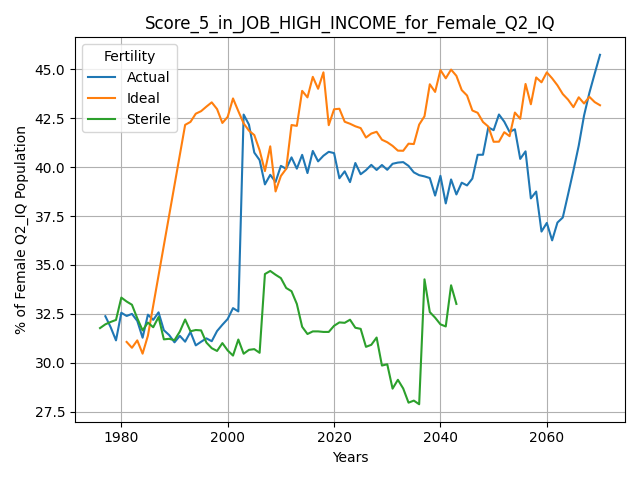 Score_5_in_JOB_HIGH_INCOME_for_Female_Q2_IQ
Fertility
Actual
Ideal
Sterile
% of Female Q2_IQ Population
45.0
42.5
40.0
37.5
35.0
32.5
30.0
27.5
1980
2000
2020
2040
2060
Years